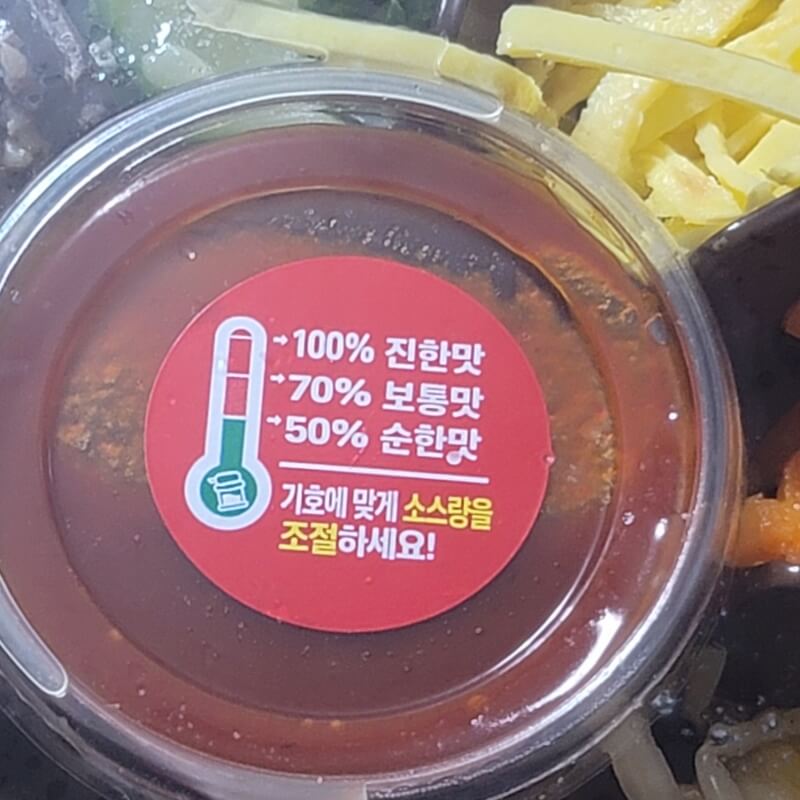 →100% 진한맛
→70% 보통맛
→50% 순한맛
기호에 맞게 소스량을
조절하세요!